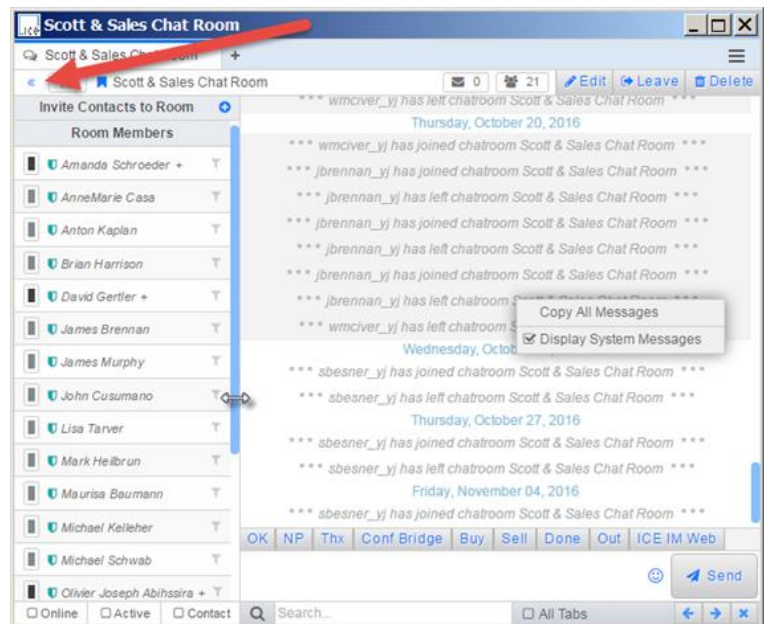 ICE Scott & Sales Chat Room
Scott & Sales Chat Room +
« Scott & Sales Chat Room 0 21 Edit Leave Delete
Invite Contacts to Room
Room Members
Amanda Schroeder +
AnneMarie Casa
Anton Kaplan
Brian Harrison
David Gertler +
James Brennan
James Murphy
John Cusumano
Lisa Tarver
Mark Heilbrun
Maurisa Baumann
Michael Kelleher
Michael Schwab
Olivier Joseph Abihssira +
Online Active Contact
*** wmciver_yj has left chatroom Scott & Sales Chat Room ***
Thursday, October 20, 2016
*** wmciver_yj has joined chatroom Scott & Sales Chat Room ***
*** jbrennan_yj has joined chatroom Scott & Sales Chat Room ***
*** jbrennan_yj has left chatroom Scott & Sales Chat Room ***
*** jbrennan_yj has joined chatroom Scott & Sales Chat Room ***
*** jbrennan_yj has left chatroom Scott & Sales Chat Room ***
*** jbrennan_yj has joined chatroom Scott & Sales Chat Room ***
*** jbrennan_yj has left chatroom Scott & Sales
*** wmciver_yj has left chatroom S
Copy All Messages
Display System Messages
Wednesday, Octo
*** sbesner_yj has joined chatroom Scott & Sales Chat Room ***
*** sbesner_yj has left chatroom Scott & Sales Chat Room ***
Thursday, October 27, 2016
*** sbesner_yj has joined chatroom Scott & Sales Chat Room ***
*** sbesner_yj has left chatroom Scott & Sales Chat Room ***
Friday, November 04, 2016
*** sbesner_yj has joined chatroom Scott & Sales Chat Room ***
OK NP Thx Conf Bridge Buy Sell Done Out ICE IM Web
Send
Search... All Tabs